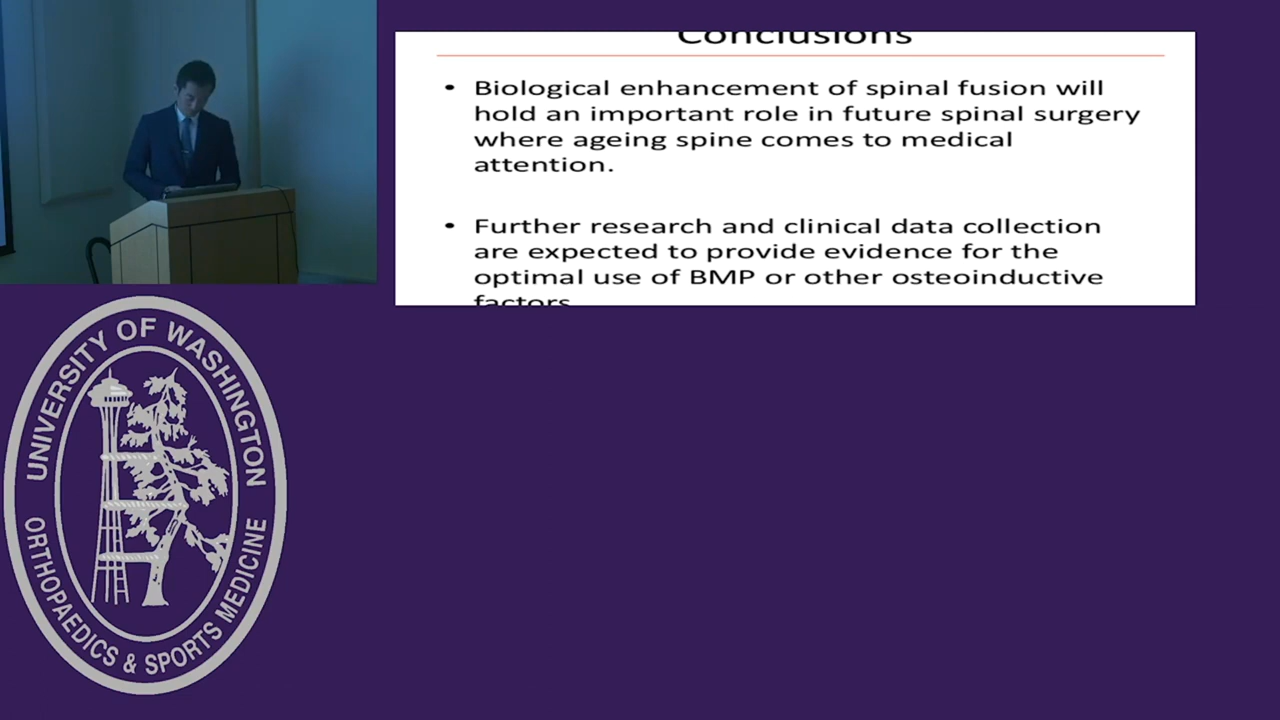 Conclusions
• Biological enhancement of spinal fusion will
hold an important role in future spinal surgery
where ageing spine comes to medical
attention.
• Further research and clinical data collection
are expected to provide evidence for the
optimal use of BMP or other osteoinductive
factors
UNIVERSITY OF WASHINGTON
ORTHOPAEDICS & SPORTS MEDICINE